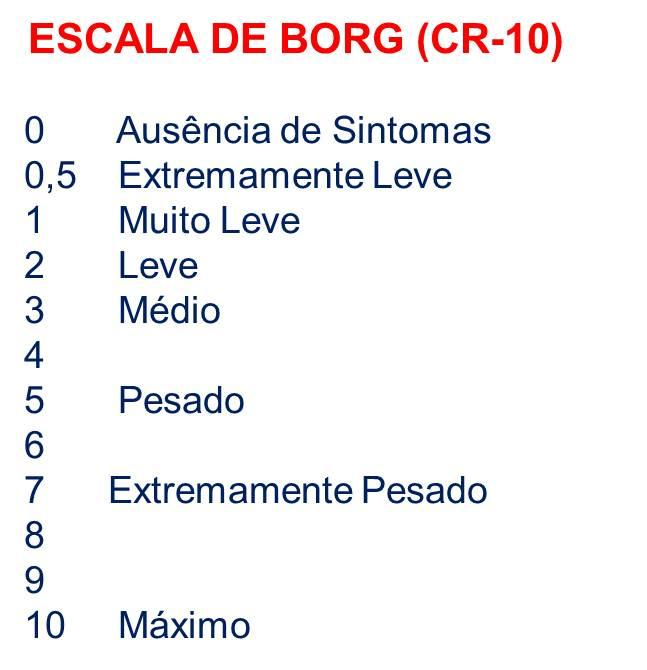 ESCALA DE BORG (CR-10)
0 Ausência de Sintomas
0,5 Extremamente Leve
1 Muito Leve
2 Leve
3 Médio
4
5 Pesado
6
7 Extremamente Pesado
8
9
10 Máximo